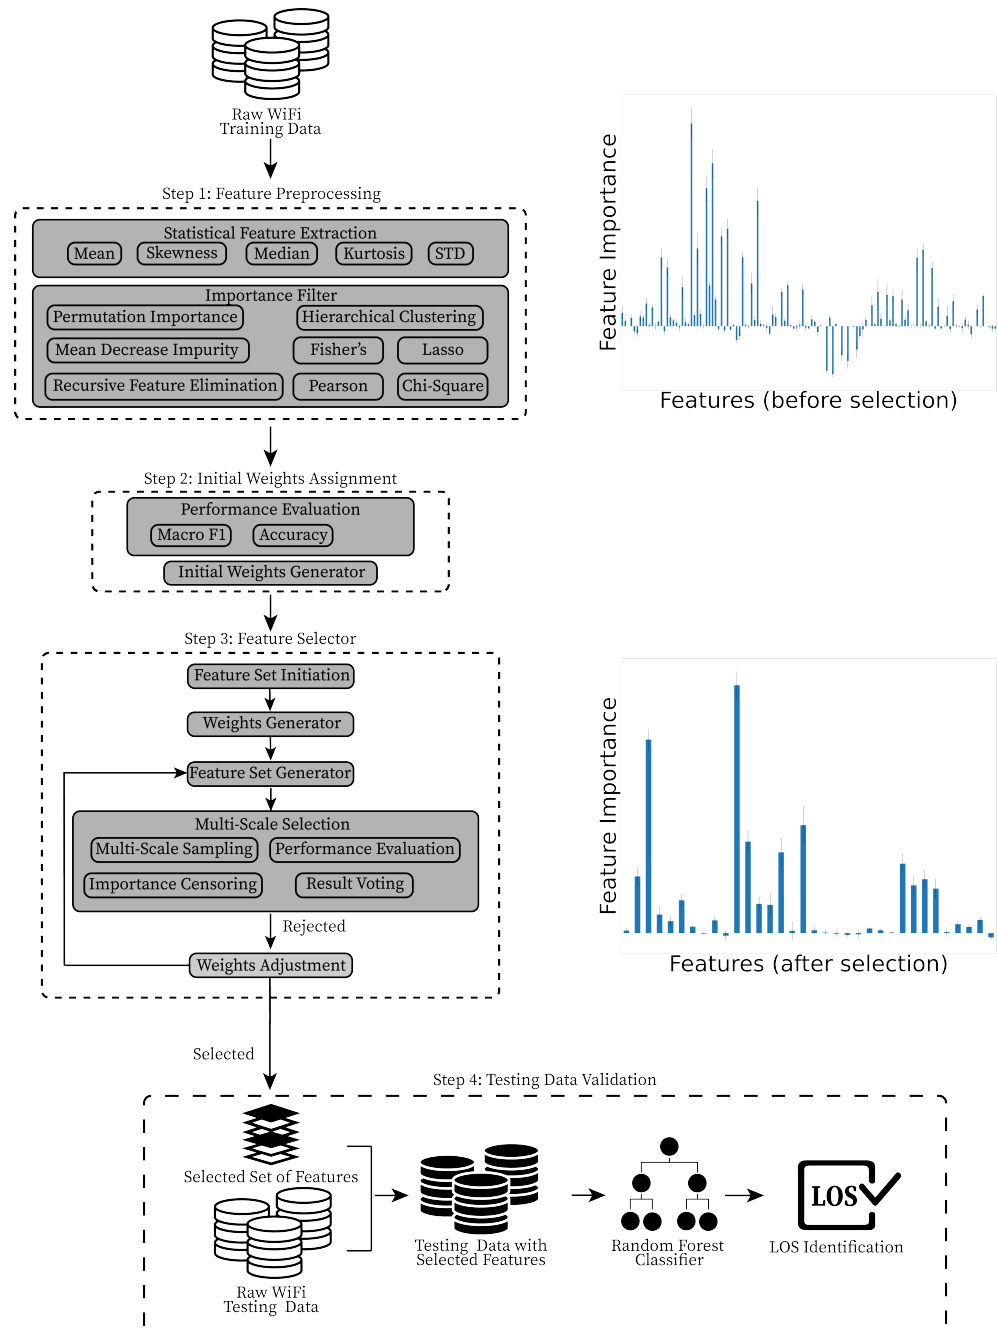 Raw WiFi
Training Data
Step 1: Feature Preprocessing
Statistical Feature Extraction
Mean
Skewness
Median
Kurtosis
STD
Importance Filter
Permutation Importance
Hierarchical Clustering
Mean Decrease Impurity
Fisher's
Lasso
Recursive Feature Elimination
Pearson
Chi-Square
Feature Importance
Features (before selection)
Step 2: Initial Weights Assignment
Performance Evaluation
Macro F1
Accuracy
Initial Weights Generator
Step 3: Feature Selector
Feature Set Initiation
Weights Generator
Feature Set Generator
Multi-Scale Selection
Multi-Scale Sampling
Performance Evaluation
Importance Censoring
Result Voting
Rejected
Weights Adjustment
Feature Importance
Features (after selection)
Selected
Step 4: Testing Data Validation
Selected Set of Features
Raw WiFi
Testing Data
Testing Data with
Selected Features
Random Forest
Classifier
LOS
LOS Identification